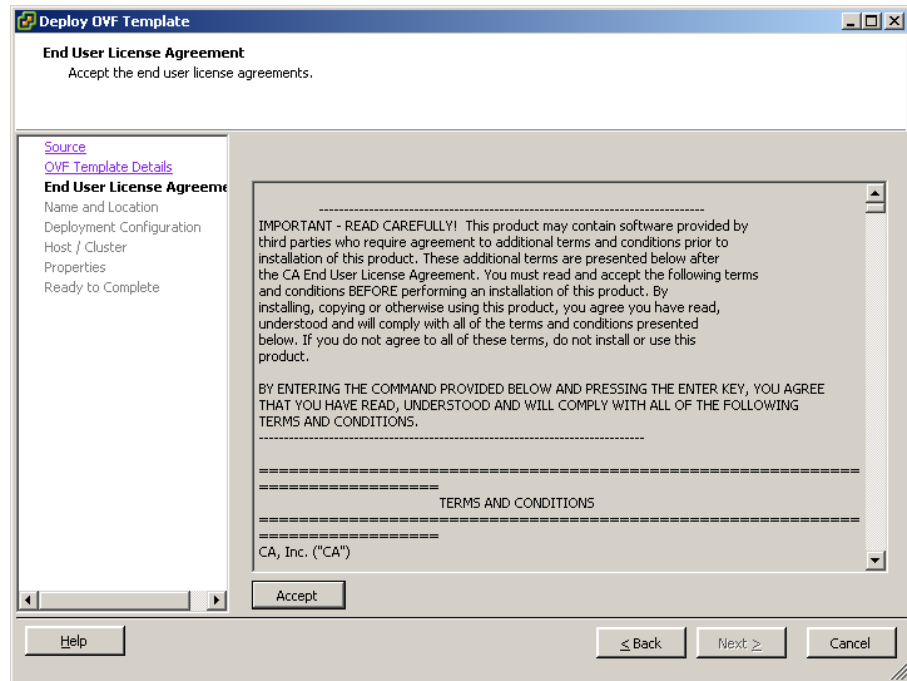 Deploy OVF Template
End User License Agreement
Accept the end user license agreements.
Source
OVF Template Details
End User License Agreeme
Name and Location
Deployment Configuration
Host / Cluster
Properties
Ready to Complete
--------------------------------------------------------------------------------
IMPORTANT - READ CAREFULLY!  This product may contain software provided by
third parties who require agreement to additional terms and conditions prior to
installation of this product. These additional terms are presented below after
the CA End User License Agreement. You must read and accept the following terms
and conditions BEFORE performing an installation of this product. By
installing, copying or otherwise using this product, you agree you have read,
understood and will comply with all of the terms and conditions presented
below. If you do not agree to all of these terms, do not install or use this
product.
BY ENTERING THE COMMAND PROVIDED BELOW AND PRESSING THE ENTER KEY, YOU AGREE
THAT YOU HAVE READ, UNDERSTOOD AND WILL COMPLY WITH ALL OF THE FOLLOWING
TERMS AND CONDITIONS.
--------------------------------------------------------------------------------
============================================================
==================
TERMS AND CONDITIONS
============================================================
==================
CA, Inc. ("CA")
Accept
Help
≤ Back
Next ≥
Cancel